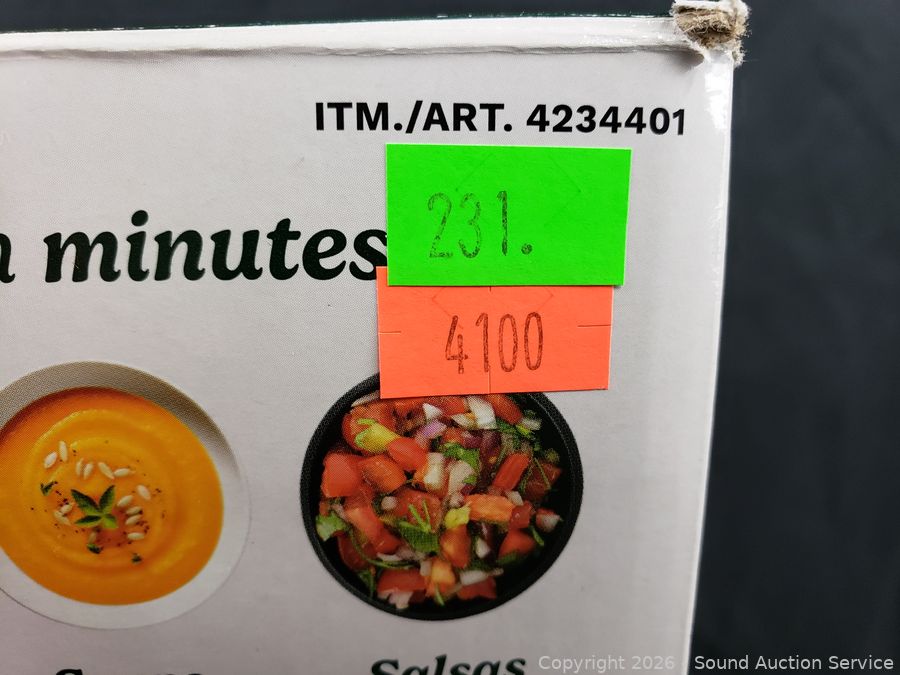 ITM./ART. 4234401
231.
minutes
4100
Salsas
Copyright 2026 - Sound Auction Service